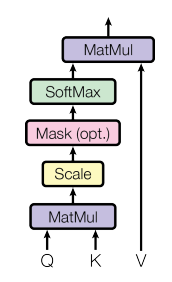 MatMul
SoftMax
Mask (opt.)
Scale
MatMul
Q K V